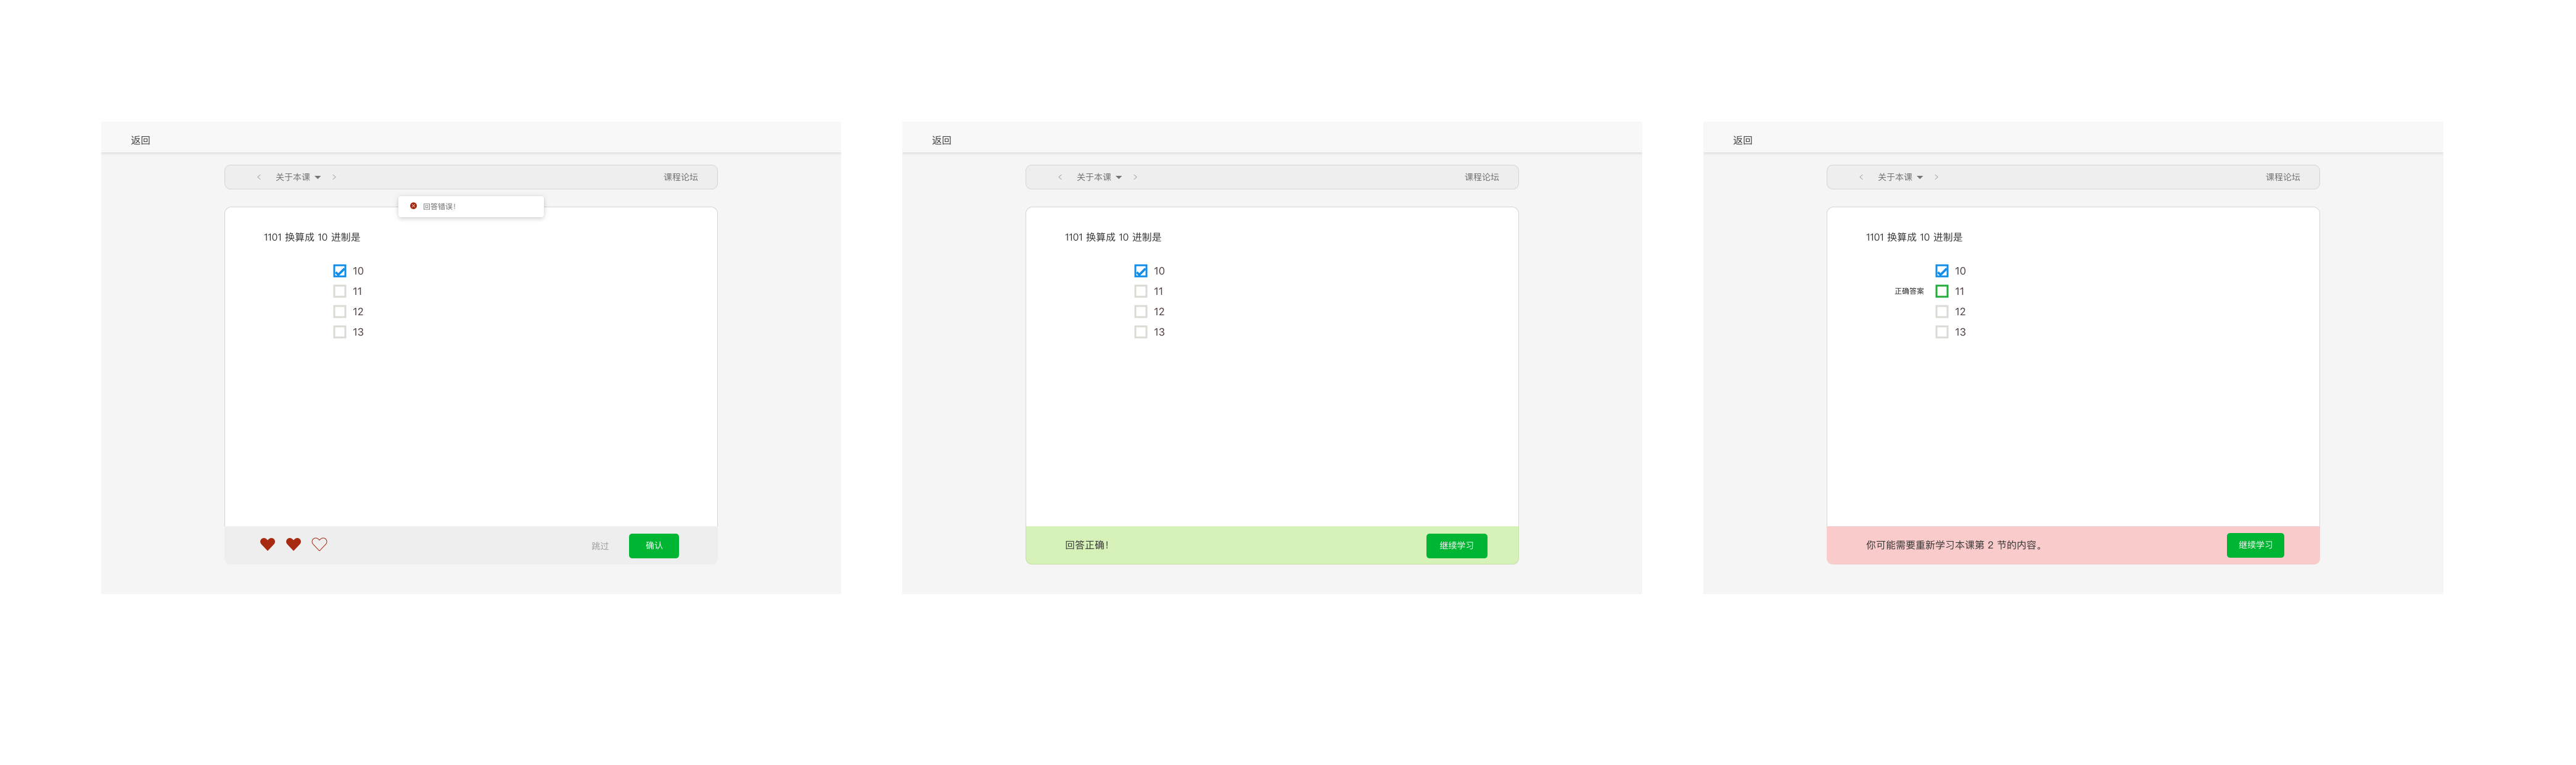 返回
关于本课
课程论坛
回答错误！
1101 换算成 10 进制是
10
11
12
13
跳过
确认
返回
关于本课
课程论坛
1101 换算成 10 进制是
10
11
12
13
回答正确！
继续学习
返回
关于本课
课程论坛
1101 换算成 10 进制是
10
正确答案 11
12
13
你可能需要重新学习本课第 2 节的内容。
继续学习